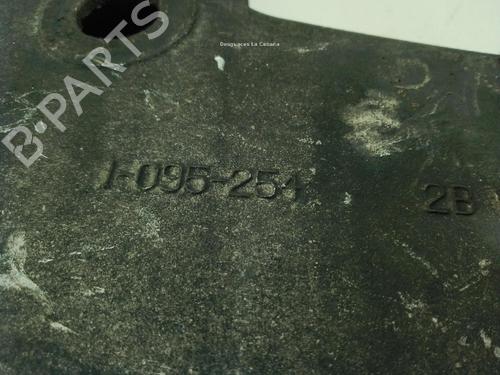 Desguaces La Cabaña
B-PARTS
1-095-254 2B